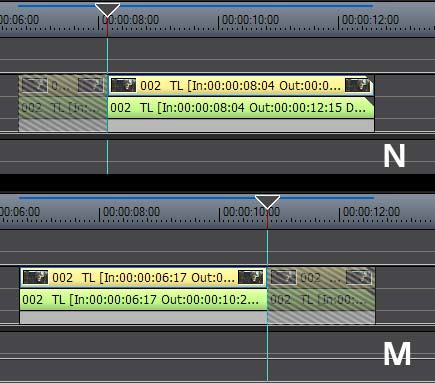 00:06:00 00:00:08:00 00:00:10:00 00:00:12:00
0...
002 TL [In:00:00:08:04 Out:00:0...
002 TL [In:...
002 TL [In:00:00:08:04 Out:00:00:12:15 D...
N
00:06:00 00:00:08:00 00:00:10:00 00:00:12:00
002 TL [In:00:00:06:17 Out:0...
002 ...
002 TL [In:00:00:06:17 Out:00:00:10:2...
002 TL [In:00:...
M